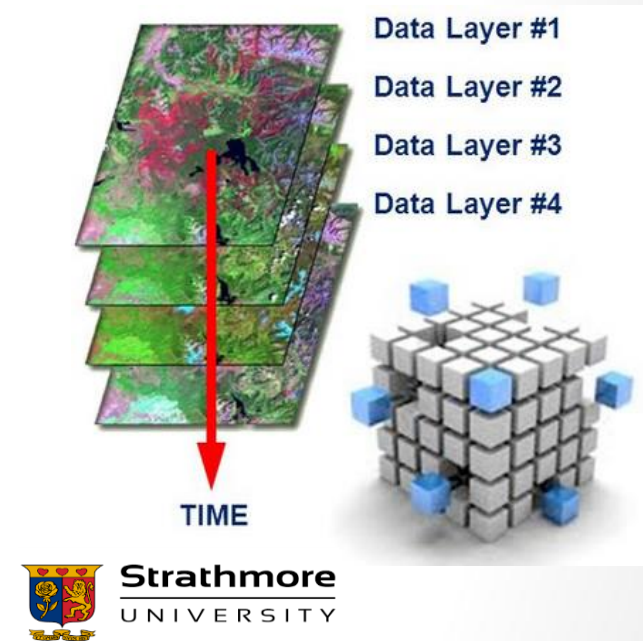 Data Layer #1
Data Layer #2
Data Layer #3
Data Layer #4
TIME
Strathmore
UNIVERSITY